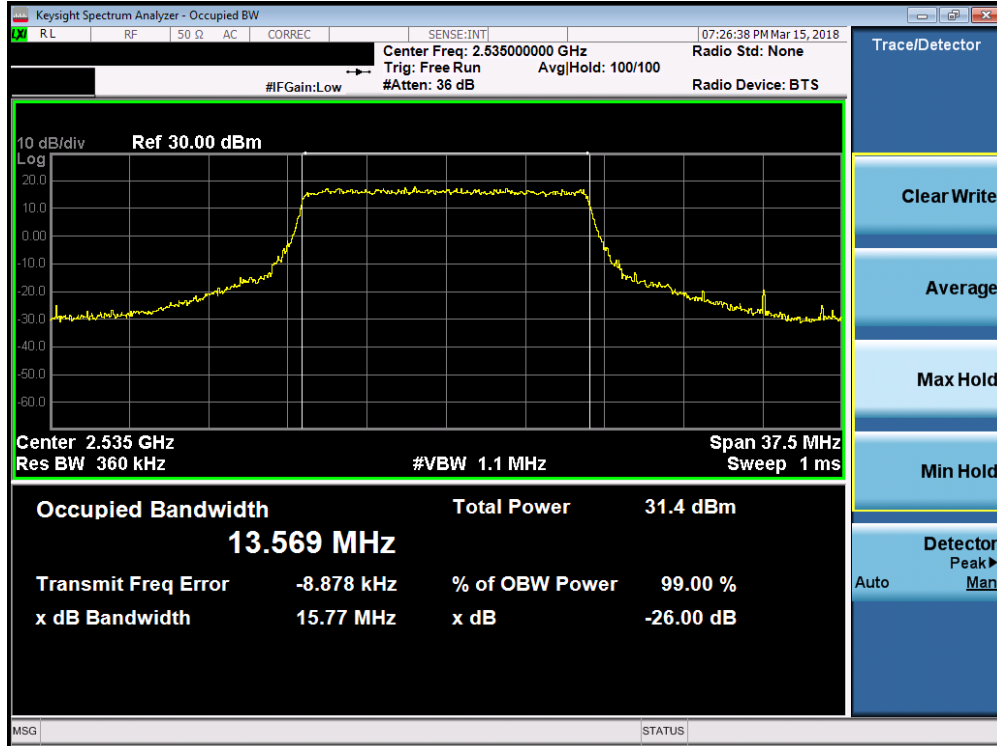 Keysight Spectrum Analyzer - Occupied BW
LXI RL RF 50 Ω AC CORREC SENSE:INT 07:26:38 PM Mar 15, 2018
Center Freq: 2.535000000 GHz Radio Std: None
Trig: Free Run Avg|Hold: 100/100
#IFGain:Low #Atten: 36 dB Radio Device: BTS
10 dB/div Ref 30.00 dBm
Log
20.0
10.0
0.00
-10.0
-20.0
-30.0
-40.0
-50.0
-60.0
Center 2.535 GHz Span 37.5 MHz
Res BW 360 kHz #VBW 1.1 MHz Sweep 1 ms
Occupied Bandwidth Total Power 31.4 dBm
13.569 MHz
Transmit Freq Error -8.878 kHz % of OBW Power 99.00 %
x dB Bandwidth 15.77 MHz x dB -26.00 dB
MSG STATUS
Trace/Detector
Clear Write
Average
Max Hold
Min Hold
Detector
Peak▶
Auto Man